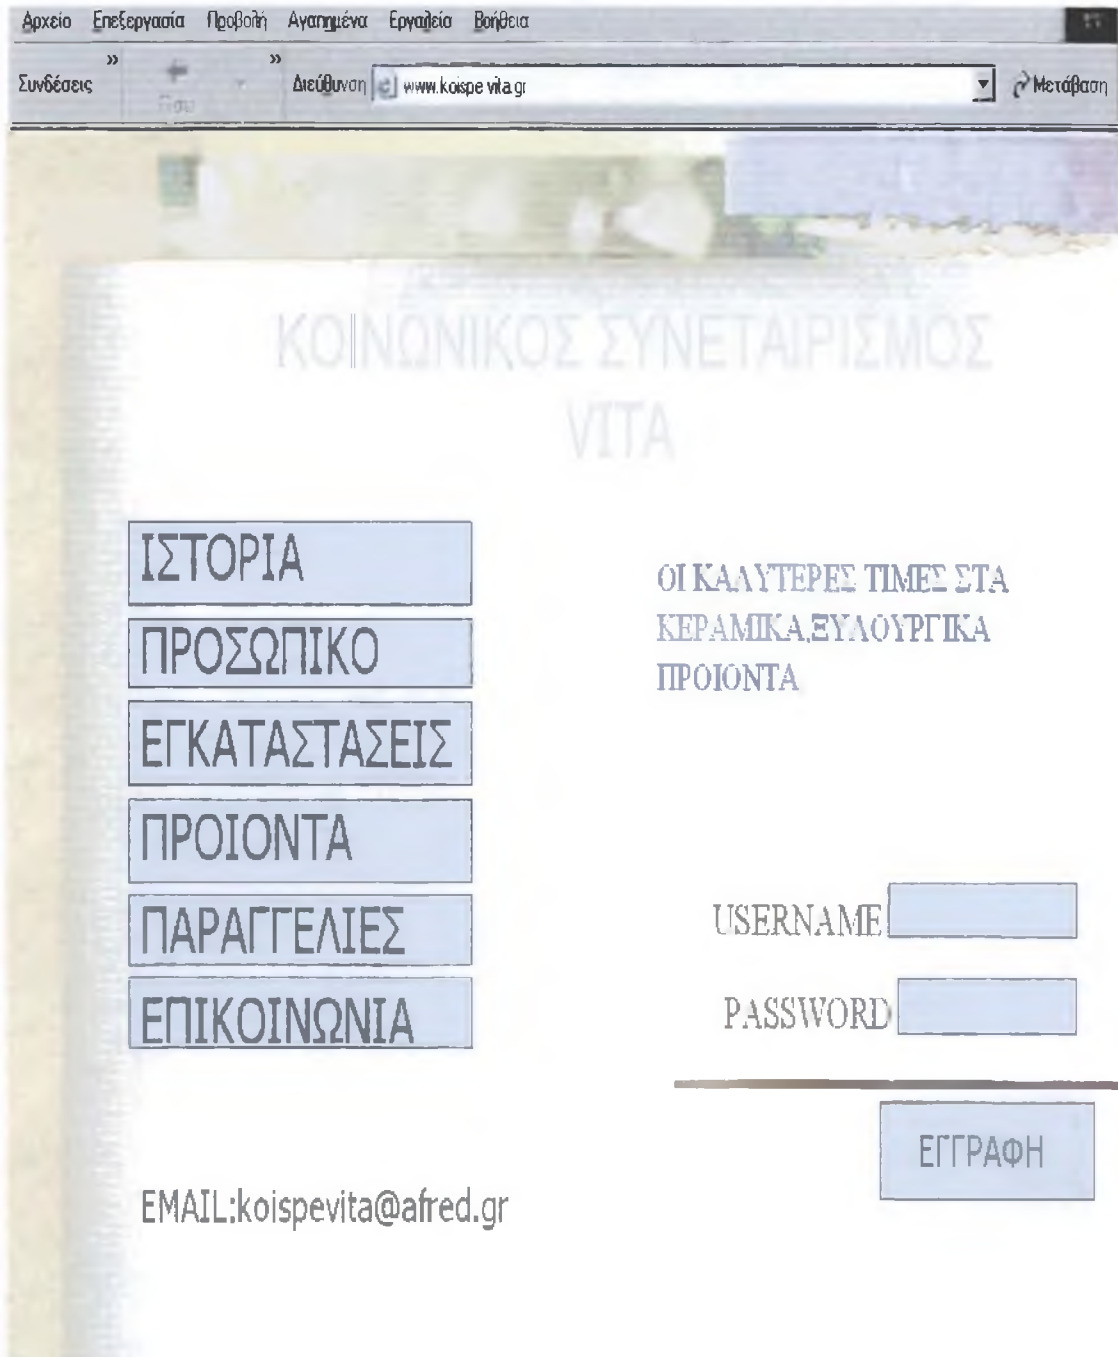 Αρχείο Επεξεργασία Προβολή Αγαπημένα Εργαλεία Βοήθεια
Συνδέσεις » » Διεύθυνση www.koispe vita.gr Μετάβαση
ΚΟΙΝΩΝΙΚΟΣ ΣΥΝΕΤΑΙΡΙΣΜΟΣ
VITA
ΙΣΤΟΡΙΑ
ΠΡΟΣΩΠΙΚΟ
ΕΓΚΑΤΑΣΤΑΣΕΙΣ
ΠΡΟΙΟΝΤΑ
ΠΑΡΑΓΓΕΛΙΕΣ
ΕΠΙΚΟΙΝΩΝΙΑ
ΟΙ ΚΑΛΥΤΕΡΕΣ ΤΙΜΕΣ ΣΤΑ
ΚΕΡΑΜΙΚΑ,ΞΥΛΟΥΡΓΙΚΑ
ΠΡΟΙΟΝΤΑ
USERNAME
PASSWORD
ΕΓΓΡΑΦΗ
EMAIL:koispevita@afred.gr